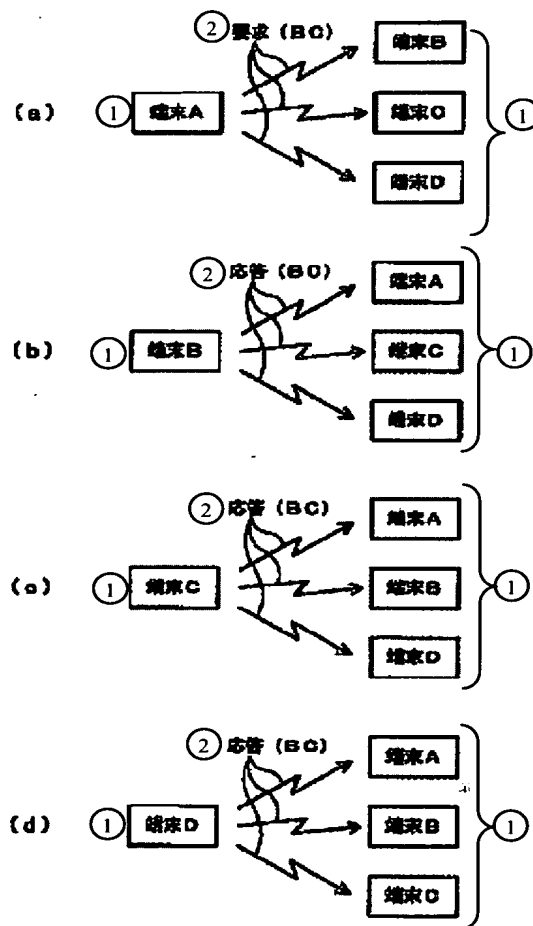 ② 要求 (BC)
端末B
(a) ① 端末A 端末C ①
端末D
② 応答 (BC)
端末A
(b) ① 端末B 端末C ①
端末D
② 応答 (BC)
端末A
(c) ① 端末C 端末B ①
端末D
② 応答 (BC)
端末A
(d) ① 端末D 端末B ①
端末C